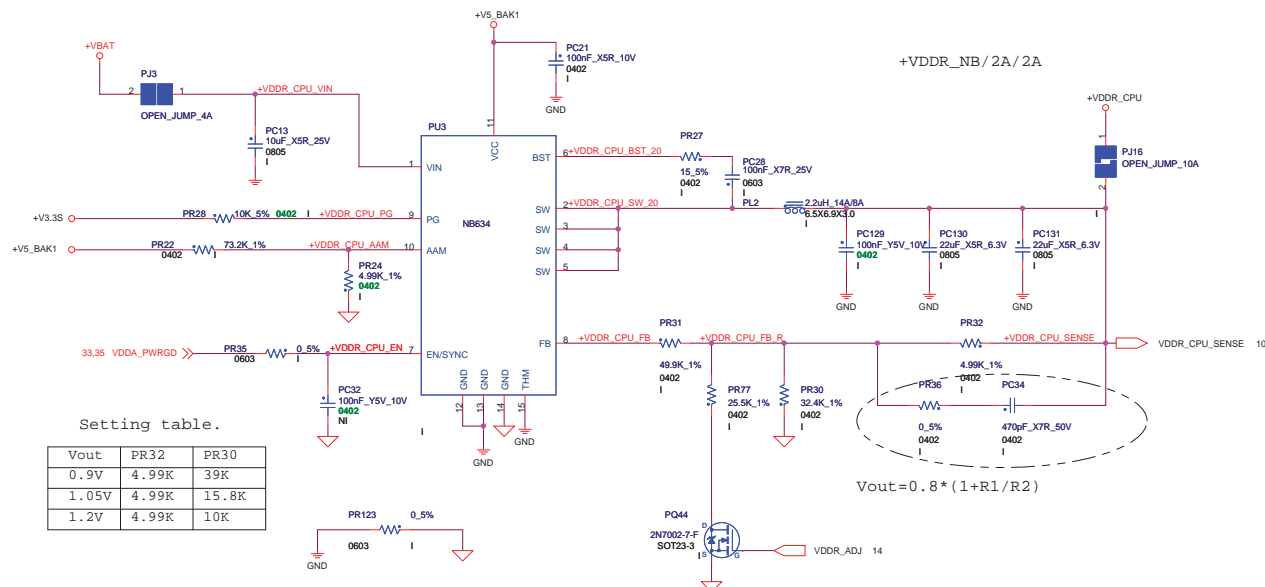 +V5_BAK1
+VBAT
PC21
100nF_X5R_10V
0402
I
GND
+VDDR_NB/2A/2A
PJ3
2
1
+VDDR_CPU_VIN
OPEN_JUMP_4A
PC13
10uF_X5R_25V
0805
I
+VDDR_CPU
1
PJ16
OPEN_JUMP_10A
2
I
PU3
11
VCC
1
VIN
BST
6
+VDDR_CPU_BST_20
PR27
15_5%
0402
I
PC28
100nF_X7R_25V
0603
I
+V3.3S
PR28
10K_5%
0402
I
+VDDR_CPU_PG
9
PG
NB634
SW
2
+VDDR_CPU_SW_20
PL2
2.2uH_14A/8A
6.5X6.9X3.0
I
SW
3
SW
4
SW
5
+V5_BAK1
PR22
0402
73.2K_1%
I
+VDDR_CPU_AAM
10
AAM
PR24
4.99K_1%
0402
I
PC129
100nF_Y5V_10V
0402
I
GND
PC130
22uF_X5R_6.3V
0805
I
GND
PC131
22uF_X5R_6.3V
0805
I
GND
33,35 VDDA_PWRGD
PR35
0603
0_5%
I
+VDDR_CPU_EN
7
EN/SYNC
PC32
100nF_Y5V_10V
0402
NI
FB
8
+VDDR_CPU_FB
PR31
49.9K_1%
0402
I
+VDDR_CPU_FB_R
PR32
4.99K_1%
0402
I
+VDDR_CPU_SENSE
VDDR_CPU_SENSE 10
GND
GND
GND
THM
12
13
14
15
GND
GND
I
PR77
25.5K_1%
0402
I
PR30
32.4K_1%
0402
I
PR36
0_5%
0402
I
PC34
470pF_X7R_50V
0402
I
Vout=0.8*(1+R1/R2)
Setting table.
Vout PR32 PR30
0.9V 4.99K 39K
1.05V 4.99K 15.8K
1.2V 4.99K 10K
PR123
0_5%
0603
I
GND
PQ44
2N7002-7-F
SOT23-3
I
D
S
G
VDDR_ADJ 14